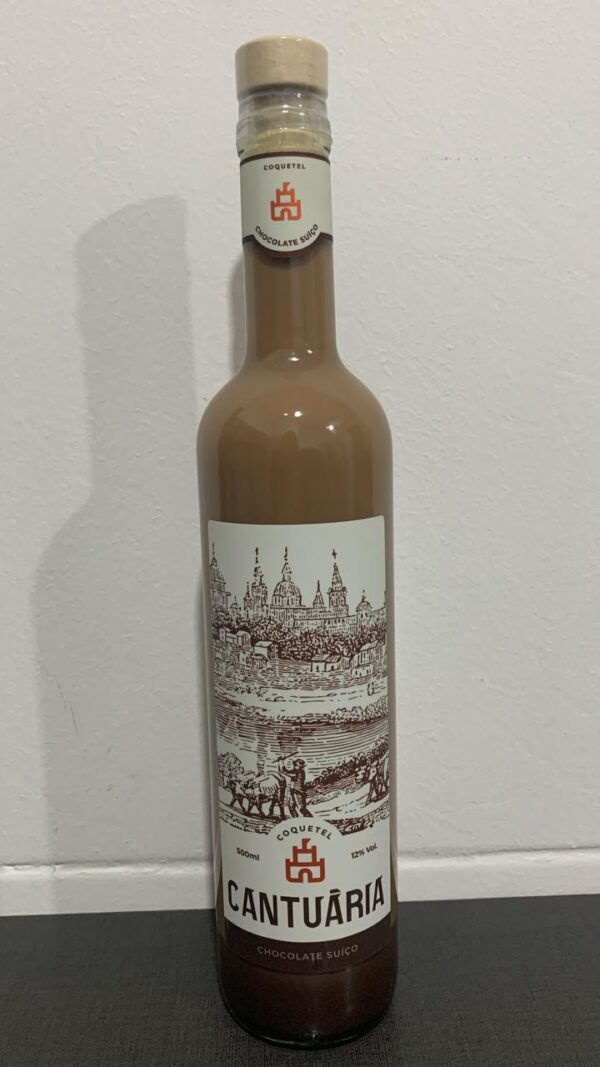 COQUETEL
CHOCOLATE SUÍÇO
COQUETEL
500ml 12% Vol.
CANTUÁRIA
CHOCOLATE SUÍÇO